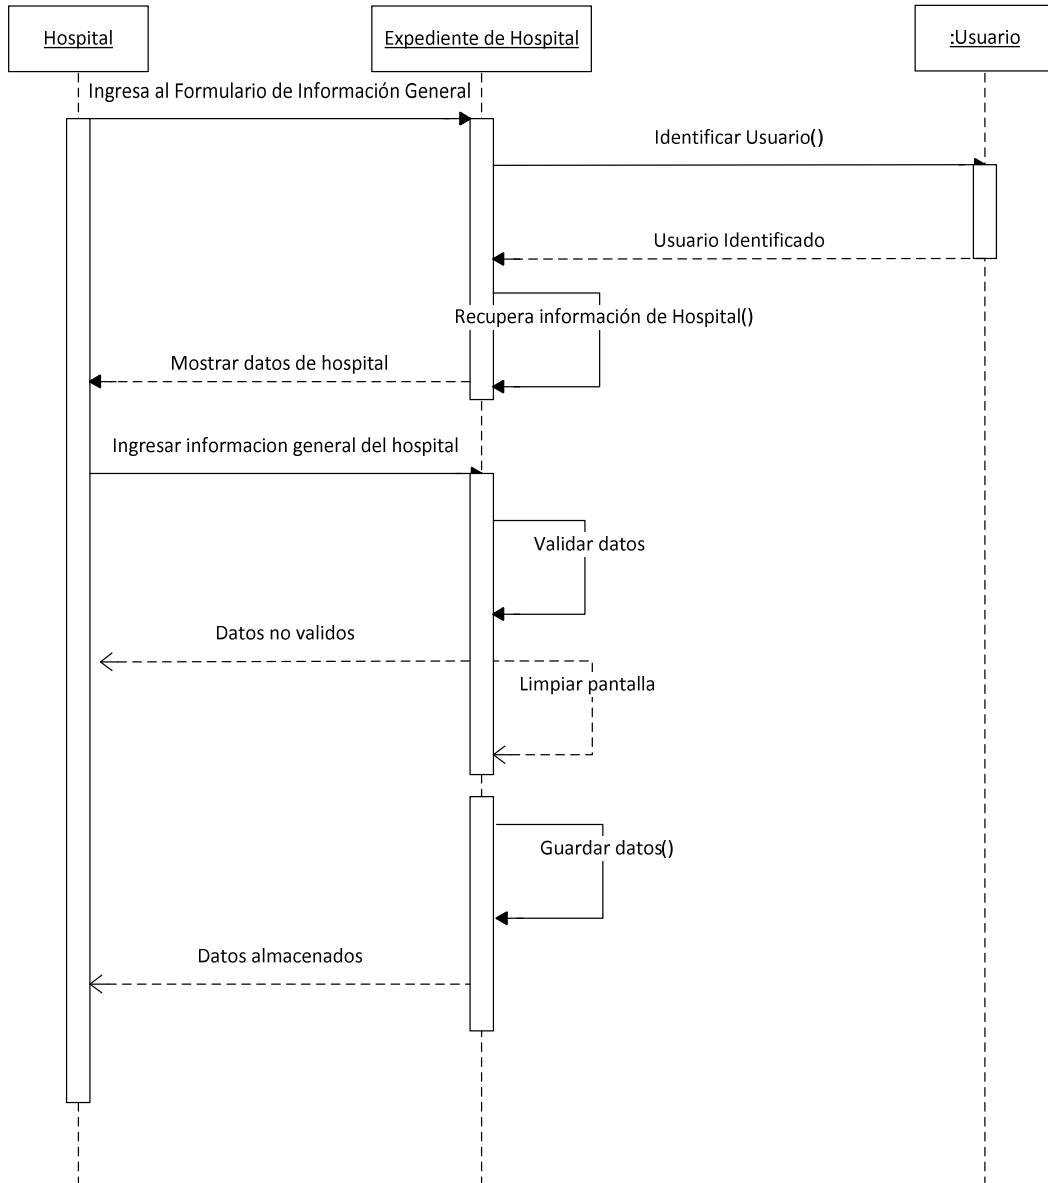 Hospital
Expediente de Hospital
:Usuario
Ingresa al Formulario de Información General
Identificar Usuario()
Usuario Identificado
Recupera información de Hospital()
Mostrar datos de hospital
Ingresar informacion general del hospital
Validar datos
Datos no validos
Limpiar pantalla
Guardar datos()
Datos almacenados